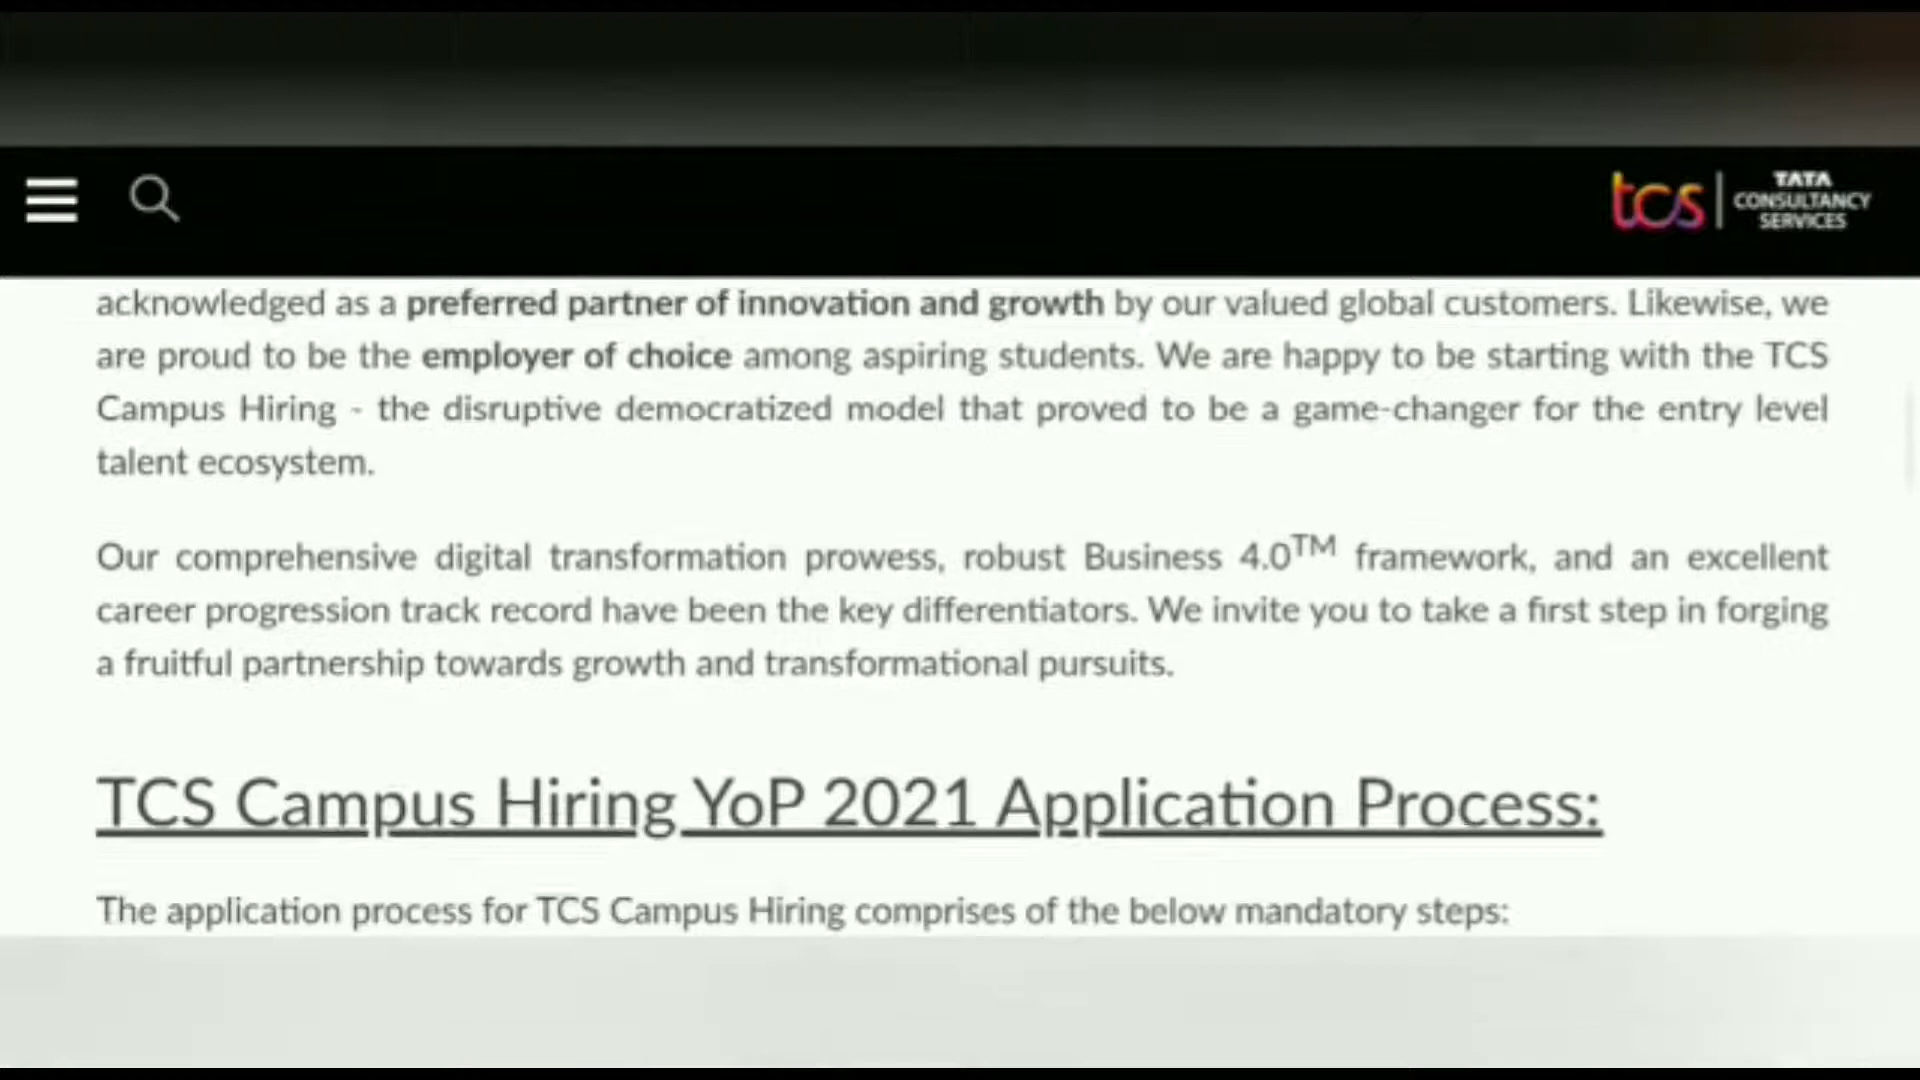 tcs
TATA
CONSULTANCY
SERVICES
acknowledged as a preferred partner of innovation and growth by our valued global customers. Likewise, we
are proud to be the employer of choice among aspiring students. We are happy to be starting with the TCS
Campus Hiring - the disruptive democratized model that proved to be a game-changer for the entry level
talent ecosystem.
Our comprehensive digital transformation prowess, robust Business 4.0TM framework, and an excellent
career progression track record have been the key differentiators. We invite you to take a first step in forging
a fruitful partnership towards growth and transformational pursuits.
TCS Campus Hiring YoP 2021 Application Process:
The application process for TCS Campus Hiring comprises of the below mandatory steps: